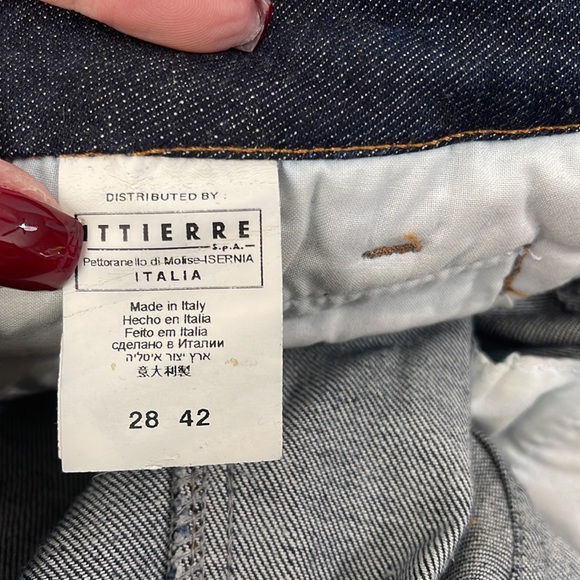 DISTRIBUTED BY :
ITTIERRE
S.p.A.
Pettoranello di Molise-ISERNIA
ITALIA
Made in Italy
Hecho en Italia
Feito em Italia
сделано в Италии
ארץ יצור איטליה
意大利製
28 42